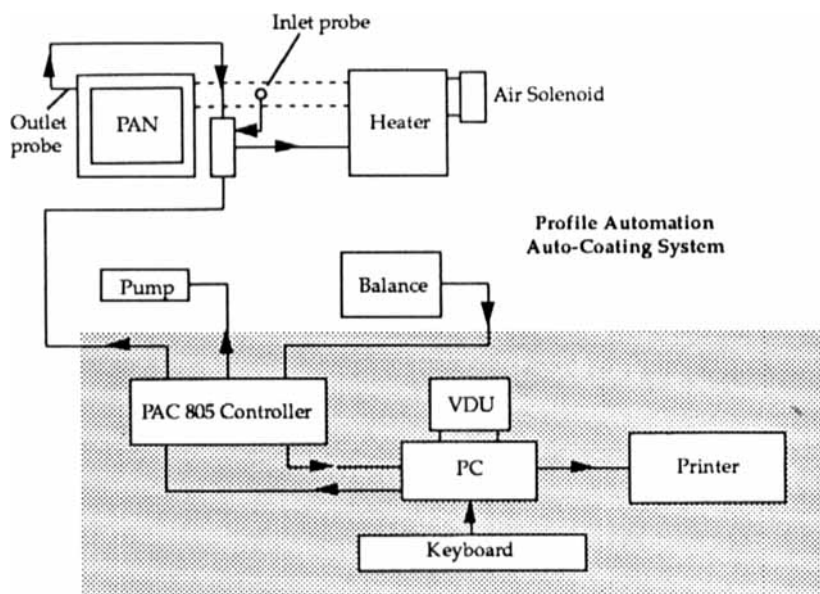 Inlet probe
Air Solenoid
Outlet
probe
PAN
Heater
Profile Automation
Auto-Coating System
Pump
Balance
PAC 805 Controller
VDU
PC
Printer
Keyboard